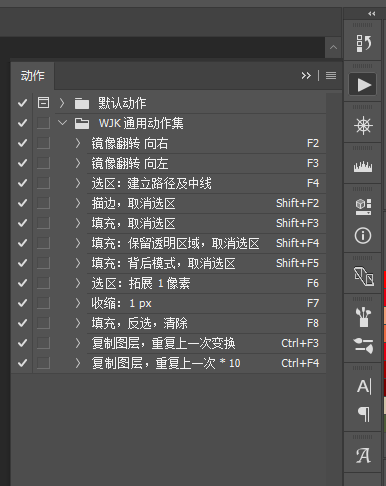 动作
默认动作
WJK 通用动作集
镜像翻转 向右 F2
镜像翻转 向左 F3
选区：建立路径及中线 F4
描边，取消选区 Shift+F2
填充，取消选区 Shift+F3
填充：保留透明区域，取消选区 Shift+F4
填充：背后模式，取消选区 Shift+F5
选区：拓展 1 像素 F6
收缩：1 px F7
填充，反选，清除 F8
复制图层，重复上一次变换 Ctrl+F3
复制图层，重复上一次 * 10 Ctrl+F4